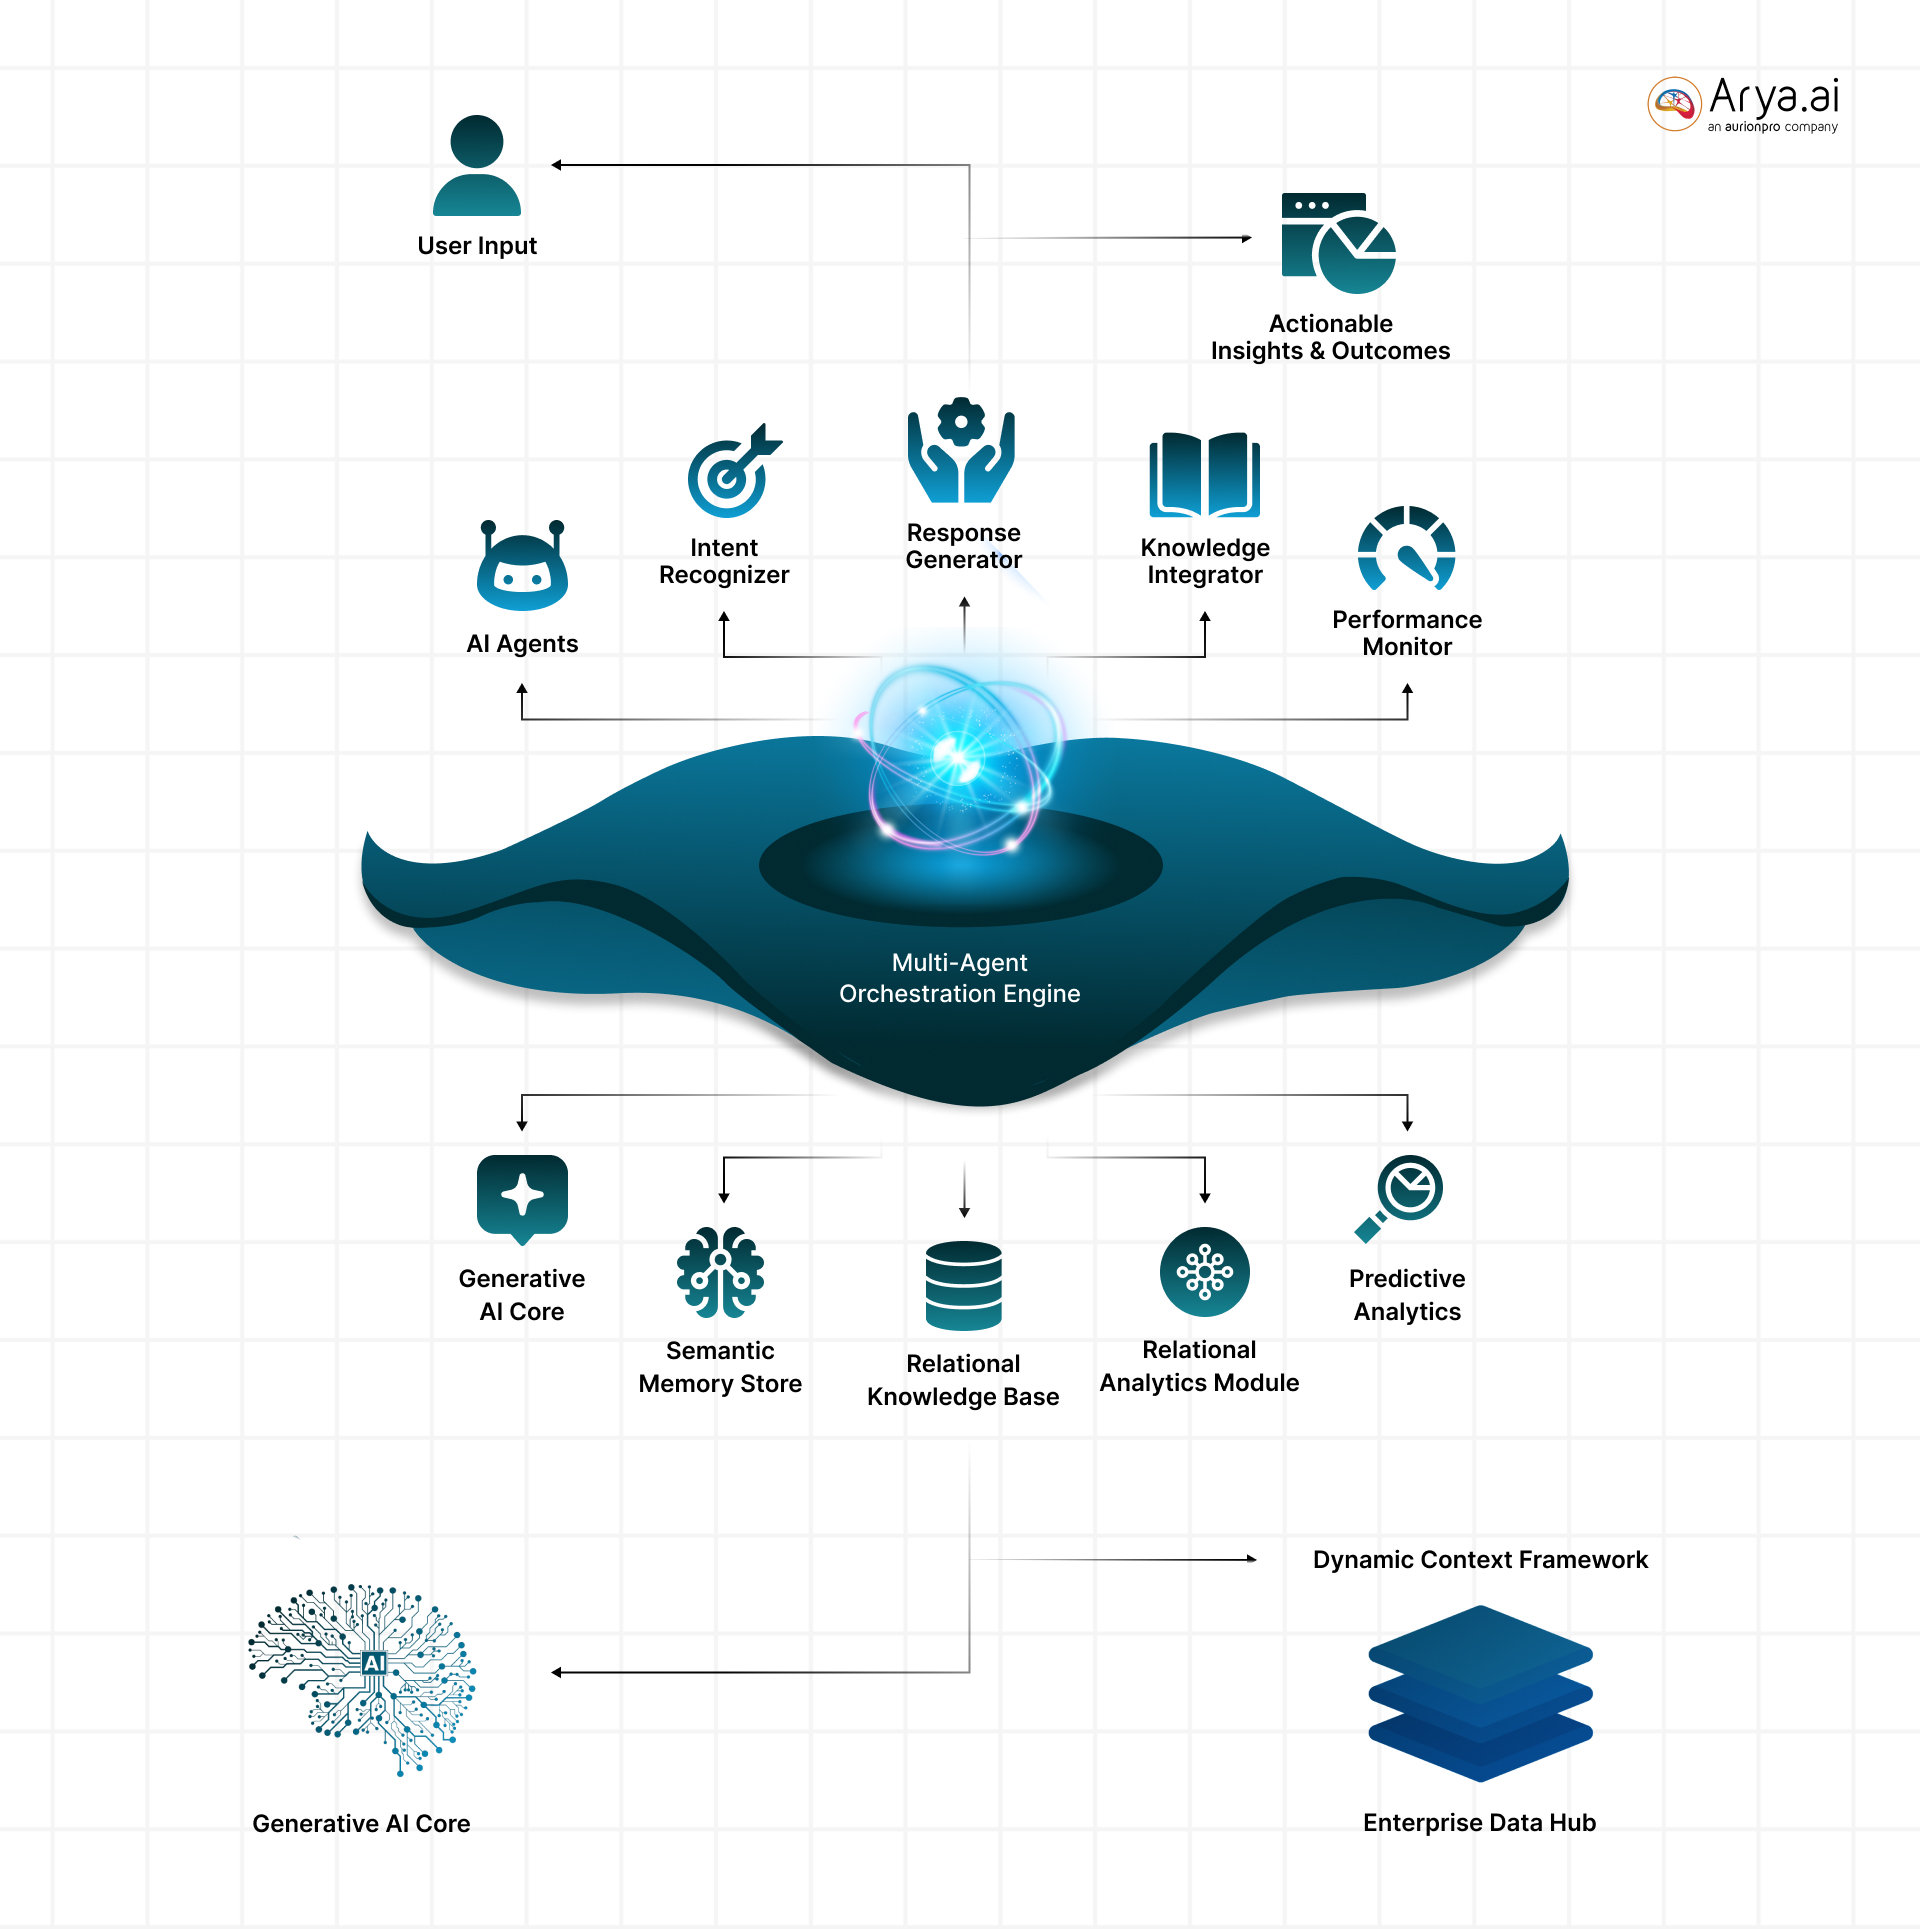 Arya.ai
an aurionpro company
User Input
Actionable
Insights & Outcomes
AI Agents
Intent
Recognizer
Response
Generator
Knowledge
Integrator
Performance
Monitor
Multi-Agent
Orchestration Engine
Generative
AI Core
Semantic
Memory Store
Relational
Knowledge Base
Relational
Analytics Module
Predictive
Analytics
Dynamic Context Framework
AI
Generative AI Core
Enterprise Data Hub